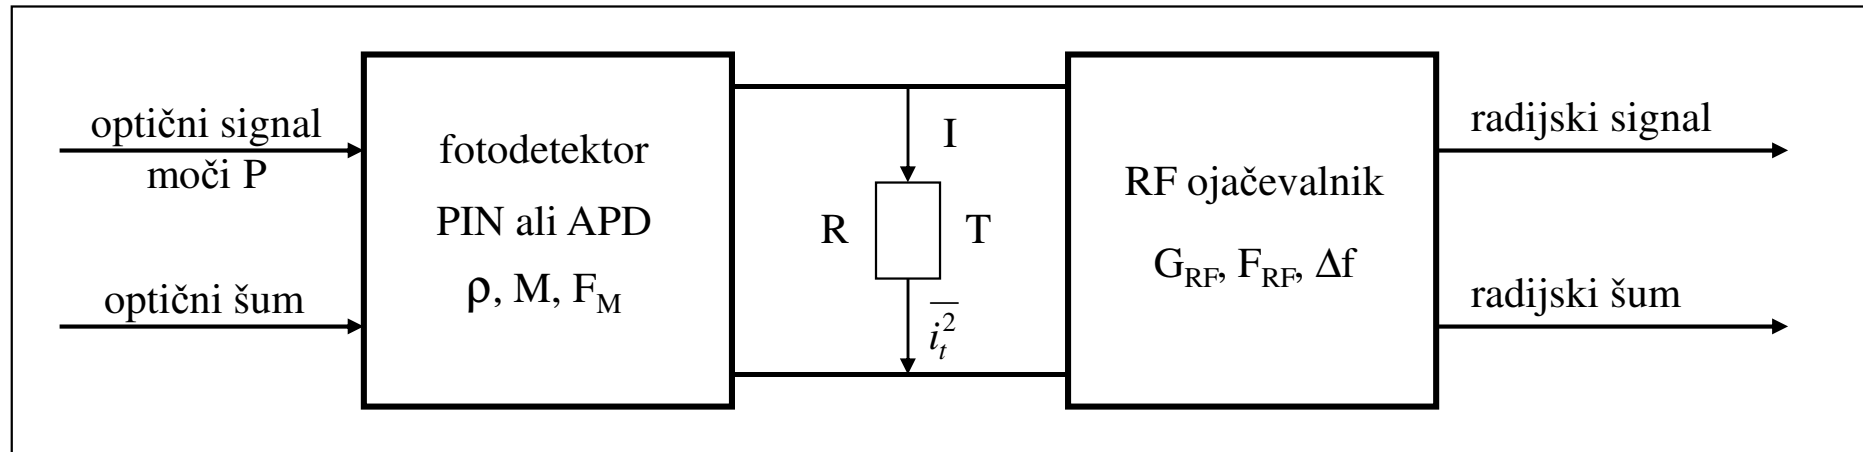 optični signal
moči P
optični šum
fotodetektor
PIN ali APD
ρ, M, F_M
I
R
T
\overline{i_t^2}
RF ojačevalnik
G_RF, F_RF, Δf
radijski signal
radijski šum